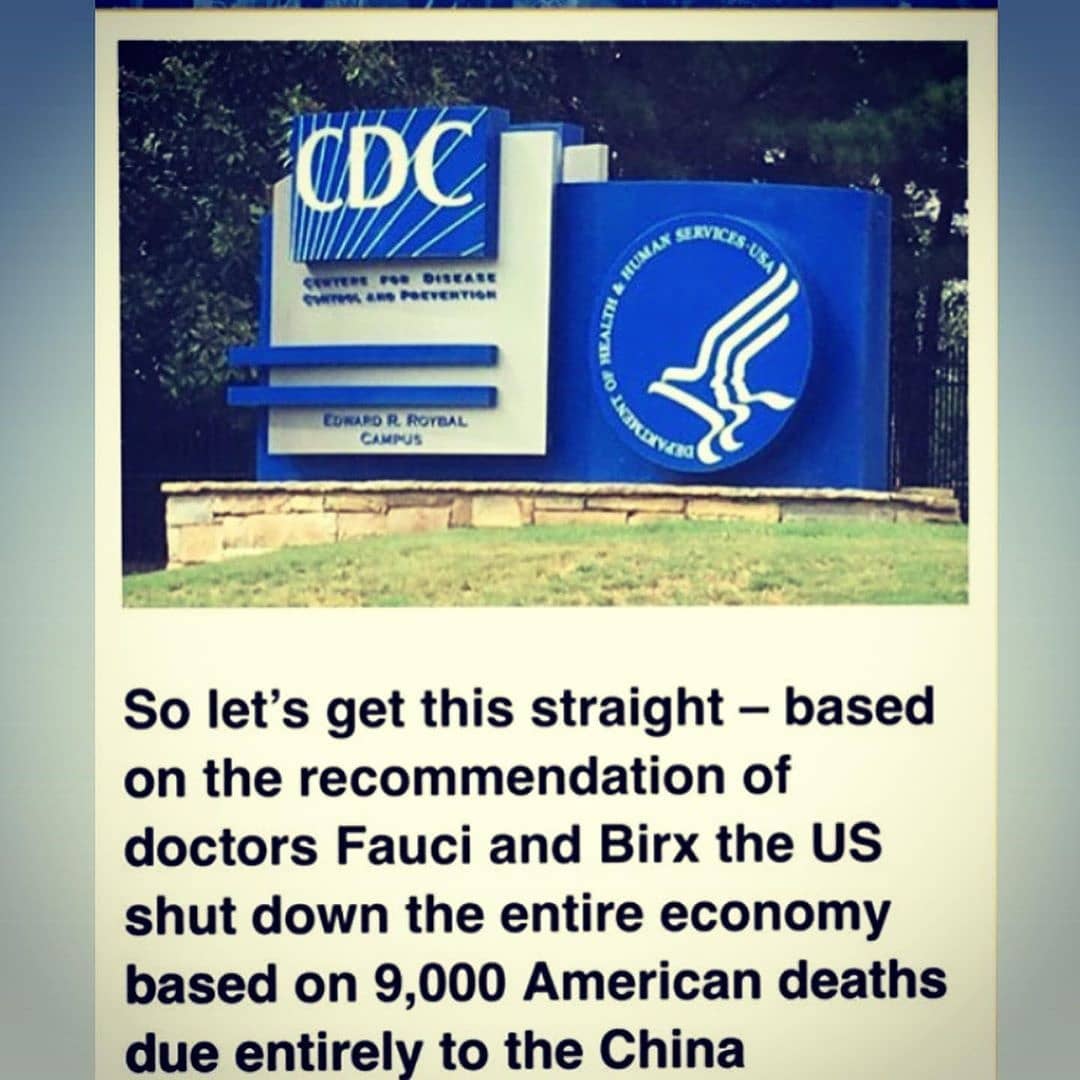 CDC
CENTERS FOR DISEASE
CONTROL AND PREVENTION
EDWARD R. ROYBAL
CAMPUS
DEPARTMENT OF HEALTH & HUMAN SERVICES·USA
So let’s get this straight – based
on the recommendation of
doctors Fauci and Birx the US
shut down the entire economy
based on 9,000 American deaths
due entirely to the China